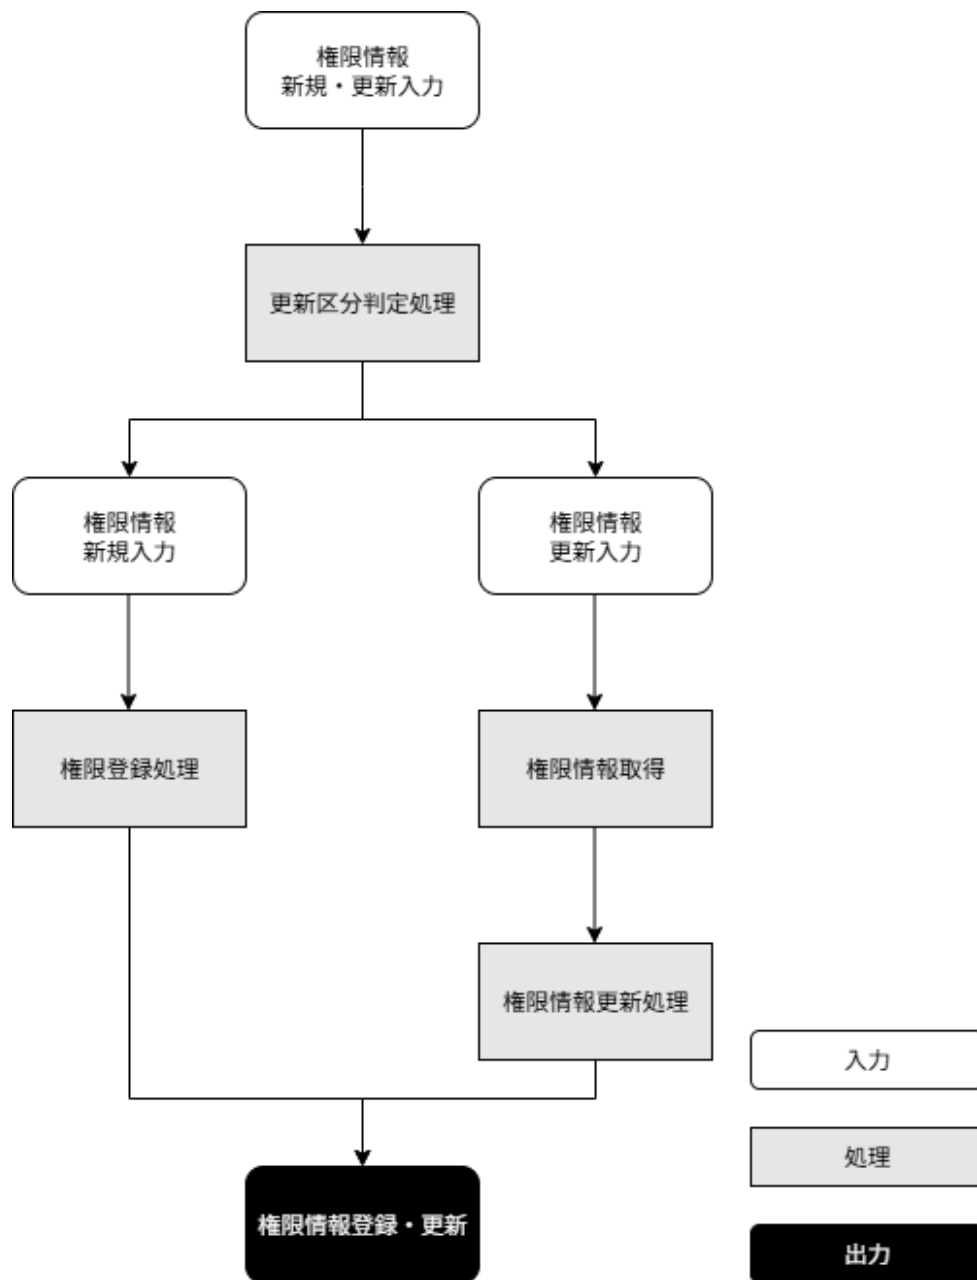 権限情報
新規・更新入力
更新区分判定処理
権限情報
新規入力
権限情報
更新入力
権限登録処理
権限情報取得
権限情報更新処理
権限情報登録・更新
入力
処理
出力